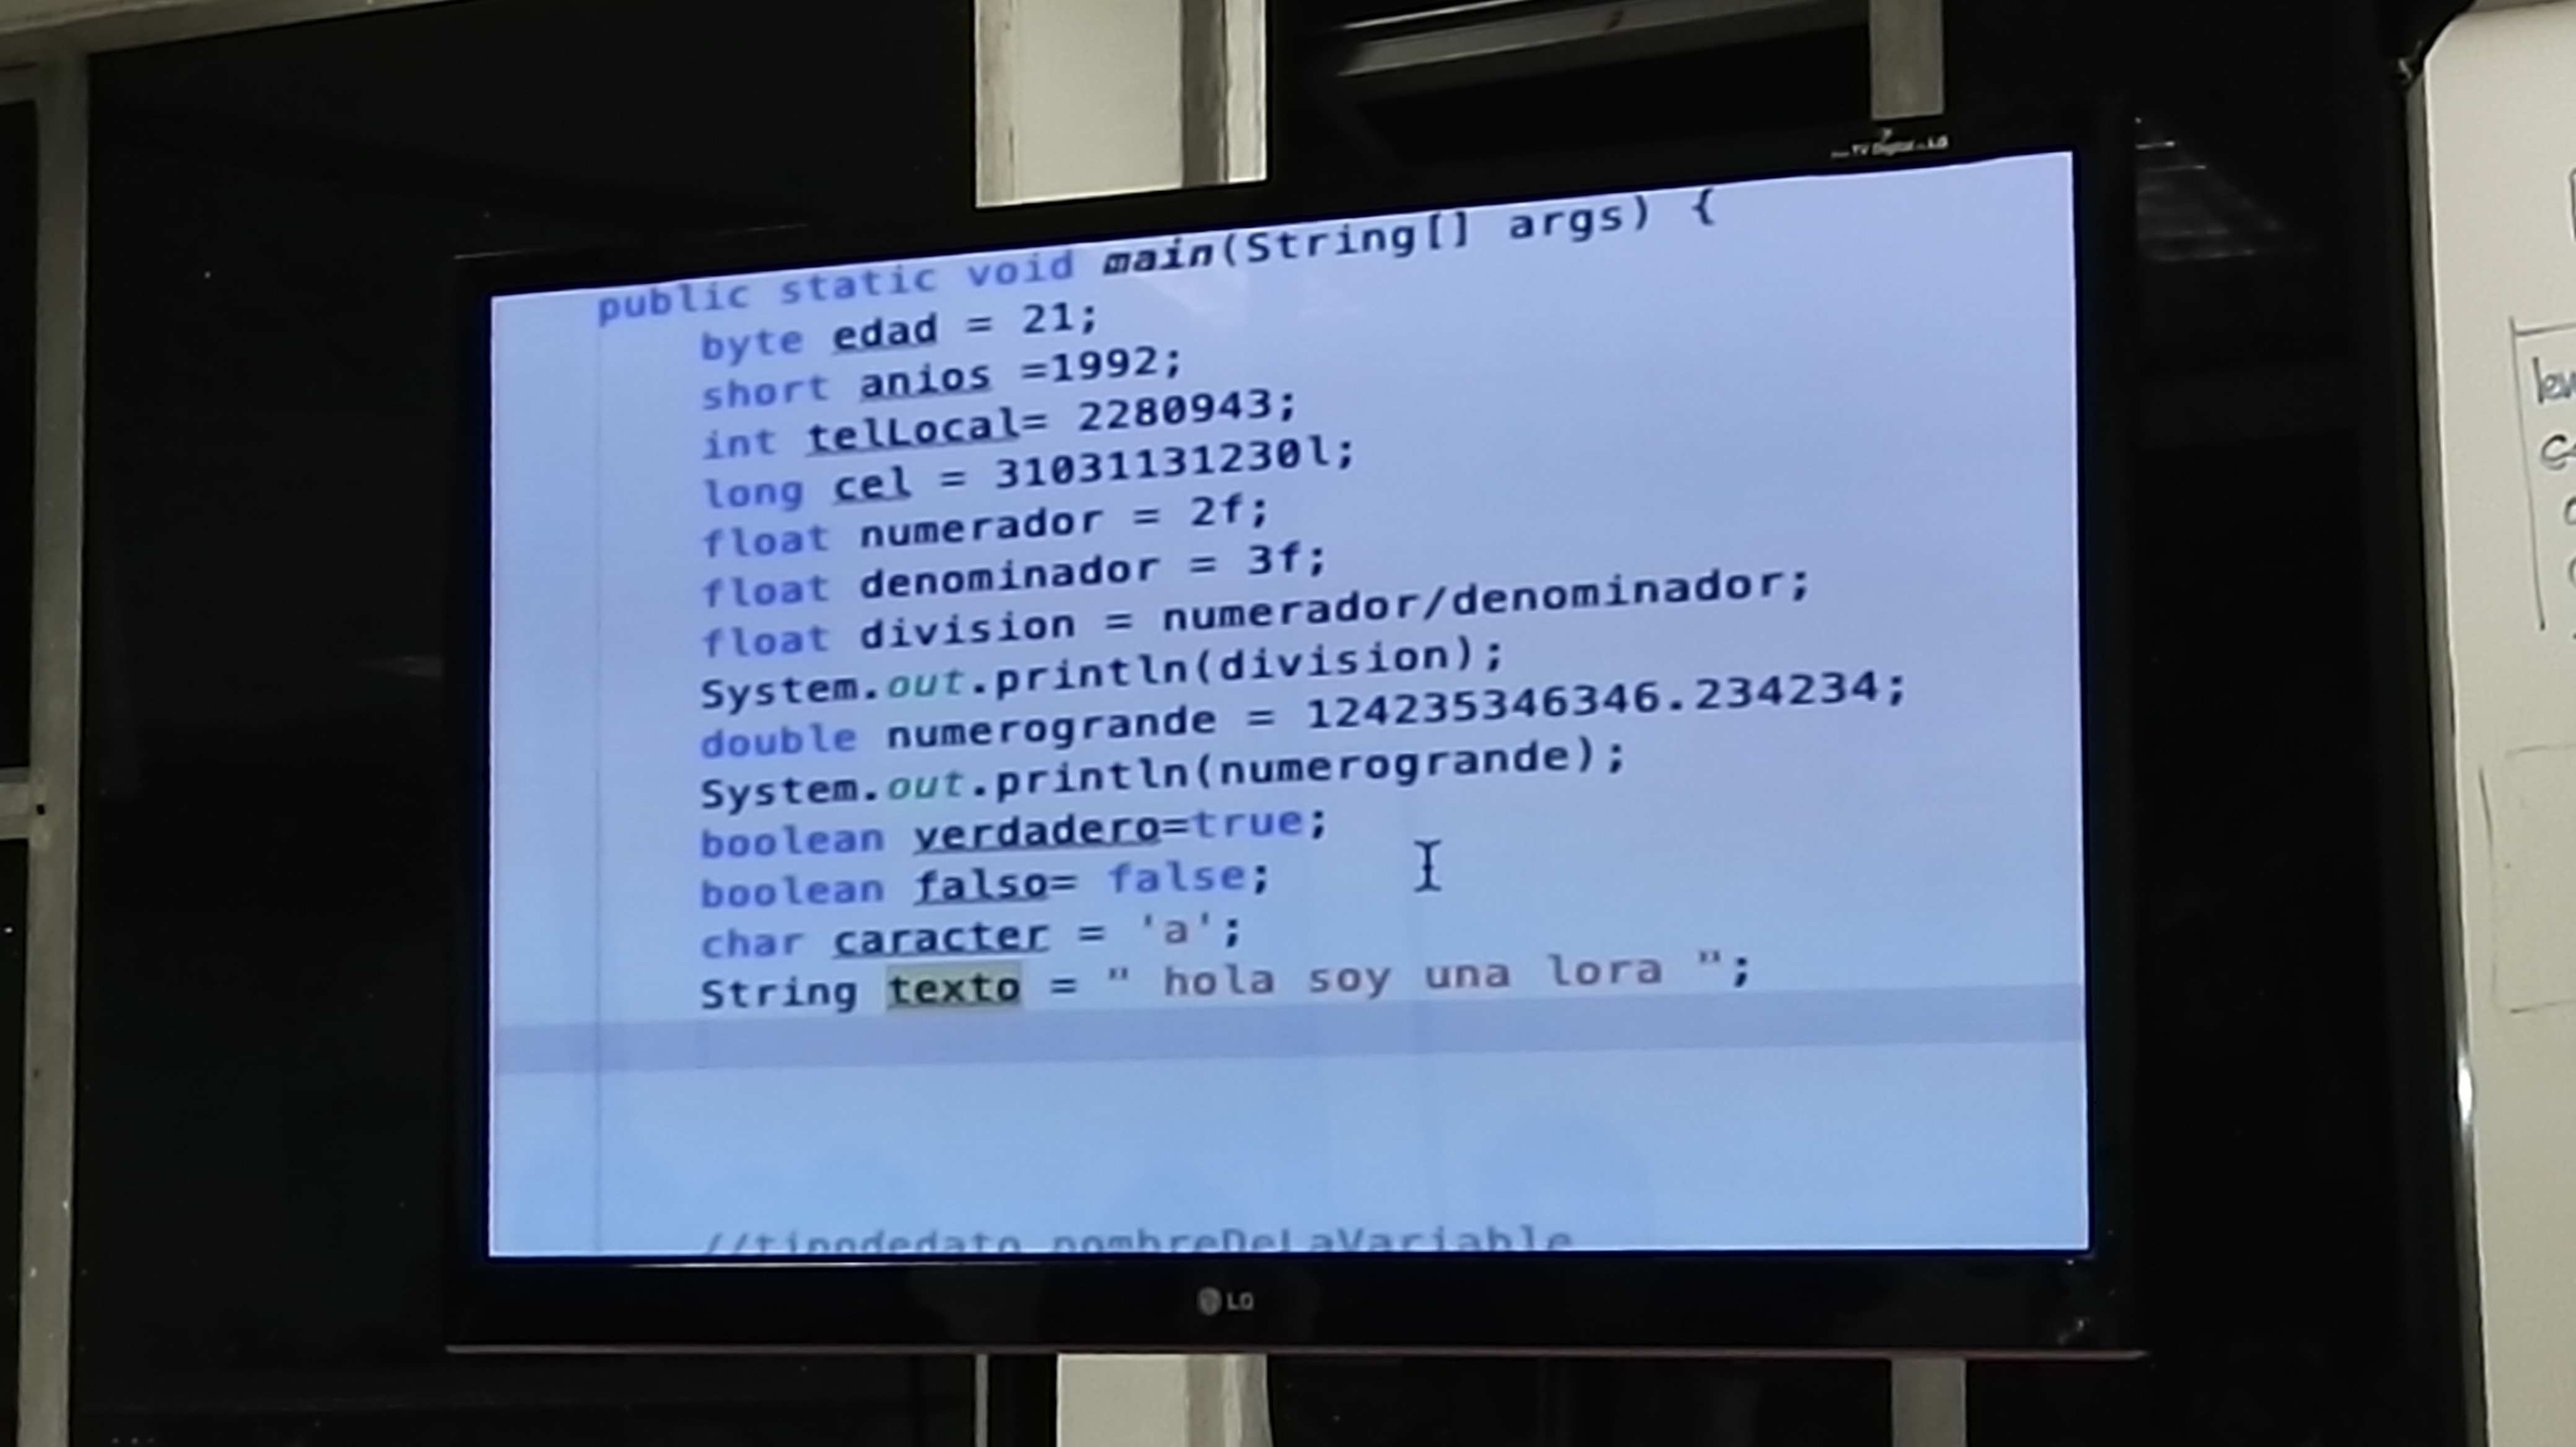 TV Digital
LG
public static void main(String[] args) {
byte edad = 21;
short anios =1992;
int telLocal= 2280943;
long cel = 31031131230l;
float numerador = 2f;
float denominador = 3f;
float division = numerador/denominador;
System.out.println(division);
double numerogrande = 124235346346.234234;
System.out.println(numerogrande);
boolean verdadero=true;
boolean falso= false;
char caracter = 'a';
String texto = " hola soy una lora ";
//tipodedato nombreDeLaVariable
LG